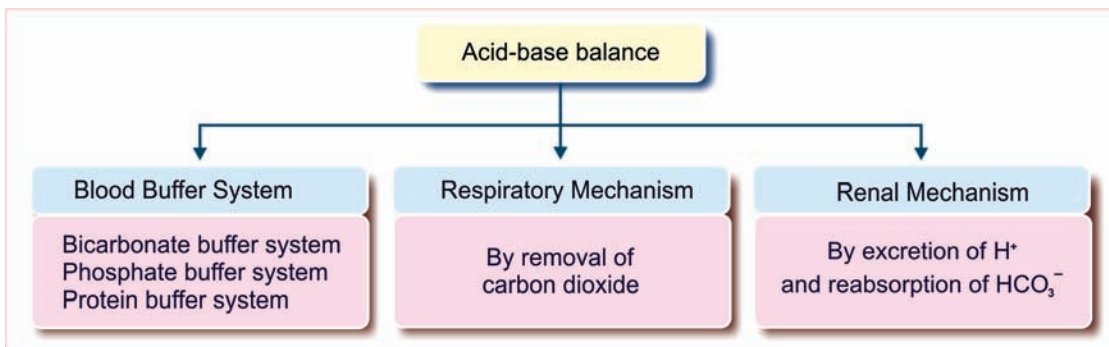 Acid-base balance
Blood Buffer System
Bicarbonate buffer system
Phosphate buffer system
Protein buffer system
Respiratory Mechanism
By removal of
carbon dioxide
Renal Mechanism
By excretion of H⁺
and reabsorption of HCO₃⁻